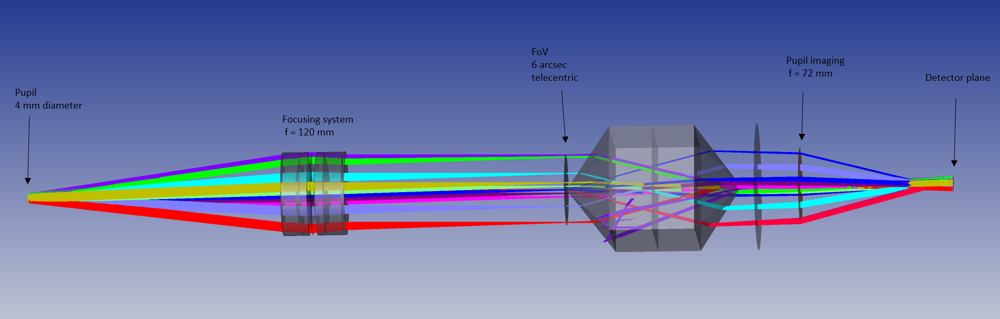 Pupil
4 mm diameter
Focusing system
f = 120 mm
FoV
6 arcsec
telecentric
Pupil imaging
f = 72 mm
Detector plane